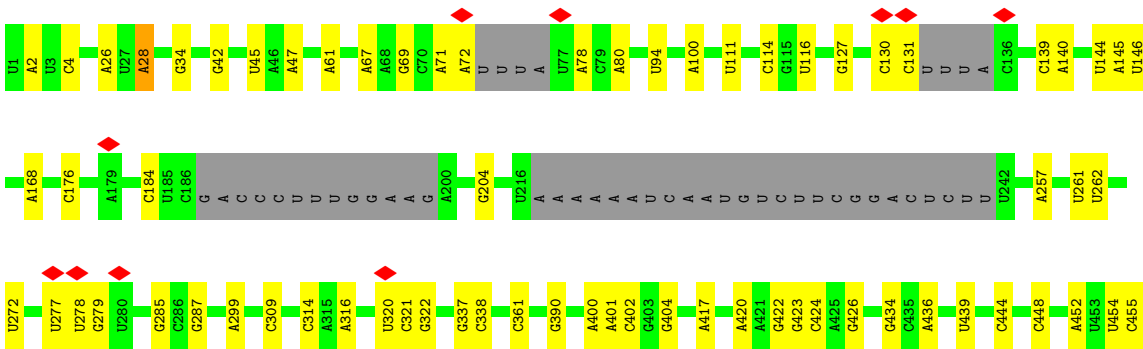 U1 A2 U3 C4 A26 U27 A28 G34 G42 U45 A46 A47 A61 A67 A68 G69 C70 A71 A72 U U U A U77 A78 C79 A80 U94 A100 U111 C114 G115 U116 G127 C130 C131 U U U A C136 C139 A140 U144 A145 U146
A168 C176 A179 C184 U185 C186 G A C C C U U U G G A A G A200 G204 U216 A A A A A A U C A A U G U C U U C G G A C U C U U U242 A257 U261 U262
U272 U277 U278 G279 U280 G285 C286 G287 A299 C309 C314 A315 A316 U320 C321 G322 G337 C338 C361 G390 A400 A401 C402 G403 G404 A417 A420 A421 G422 G423 C424 A425 G426 G434 C435 A436 U439 C444 C448 A452 U453 U454 C455